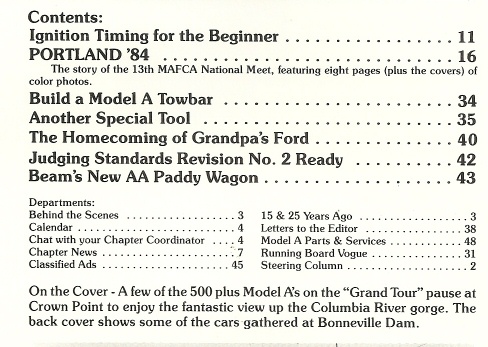 Contents:
Ignition Timing for the Beginner . . . . . . . . . . . . . . . . . 11
PORTLAND '84 . . . . . . . . . . . . . . . . . . . . . . . . . . . . . 16
The story of the 13th MAFCA National Meet, featuring eight pages (plus the covers) of
color photos.
Build a Model A Towbar . . . . . . . . . . . . . . . . . . . . . . . 34
Another Special Tool . . . . . . . . . . . . . . . . . . . . . . . . . . 35
The Homecoming of Grandpa's Ford . . . . . . . . . . . . . . 40
Judging Standards Revision No. 2 Ready . . . . . . . . . . 42
Beam's New AA Paddy Wagon . . . . . . . . . . . . . . . . . . . 43
Departments:
Behind the Scenes . . . . . . . . . . . . . . . . . . 3
Calendar . . . . . . . . . . . . . . . . . . . . . . . . . . 4
Chat with your Chapter Coordinator . . . . 4
Chapter News . . . . . . . . . . . . . . . . . . . . . . 7
Classified Ads . . . . . . . . . . . . . . . . . . . . . 45
15 & 25 Years Ago . . . . . . . . . . . . . . . . . . 3
Letters to the Editor . . . . . . . . . . . . . . . . 38
Model A Parts & Services . . . . . . . . . . . . 48
Running Board Vogue . . . . . . . . . . . . . . . 31
Steering Column . . . . . . . . . . . . . . . . . . . . 2
On the Cover - A few of the 500 plus Model A's on the "Grand Tour" pause at
Crown Point to enjoy the fantastic view up the Columbia River gorge. The
back cover shows some of the cars gathered at Bonneville Dam.